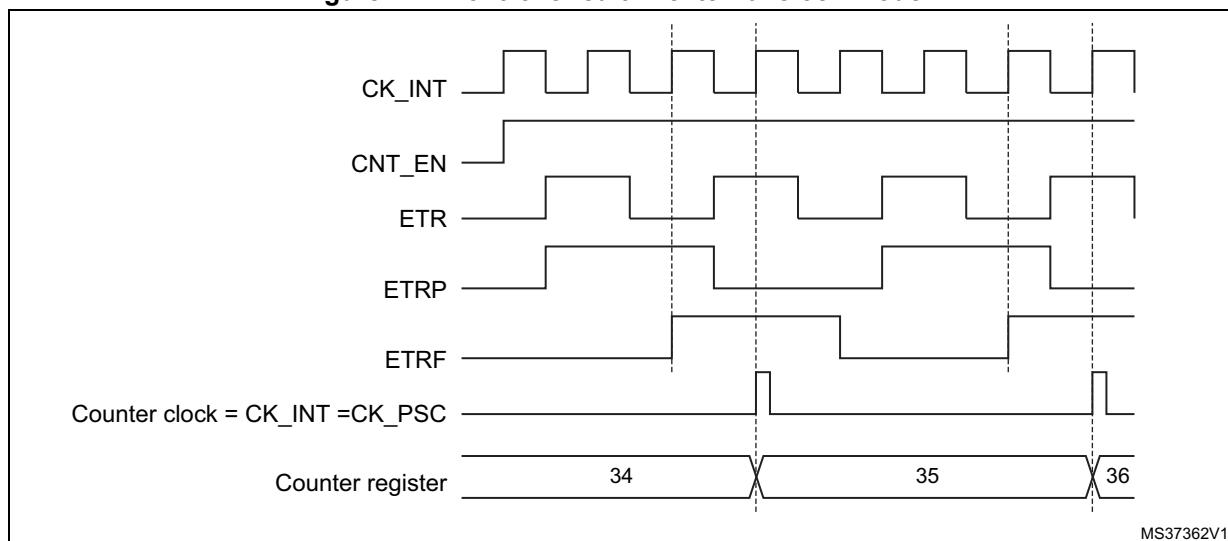 CK_INT
CNT_EN
ETR
ETRP
ETRF
Counter clock = CK_INT =CK_PSC
Counter register
34
35
36
MS37362V1